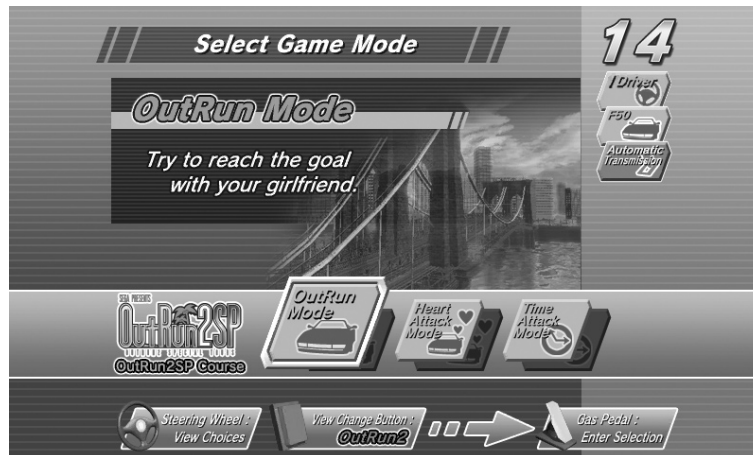 Select Game Mode
14
1 Driver
F50
Automatic
Transmission
OutRun Mode
Try to reach the goal
with your girlfriend.
OutRun
Mode
Heart
Attack
Mode
Time
Attack
Mode
SEGA PRESENTS
OutRun2SP
OutRun2SP Course
Steering Wheel :
View Choices
View Change Button :
OutRun2
Gas Pedal :
Enter Selection